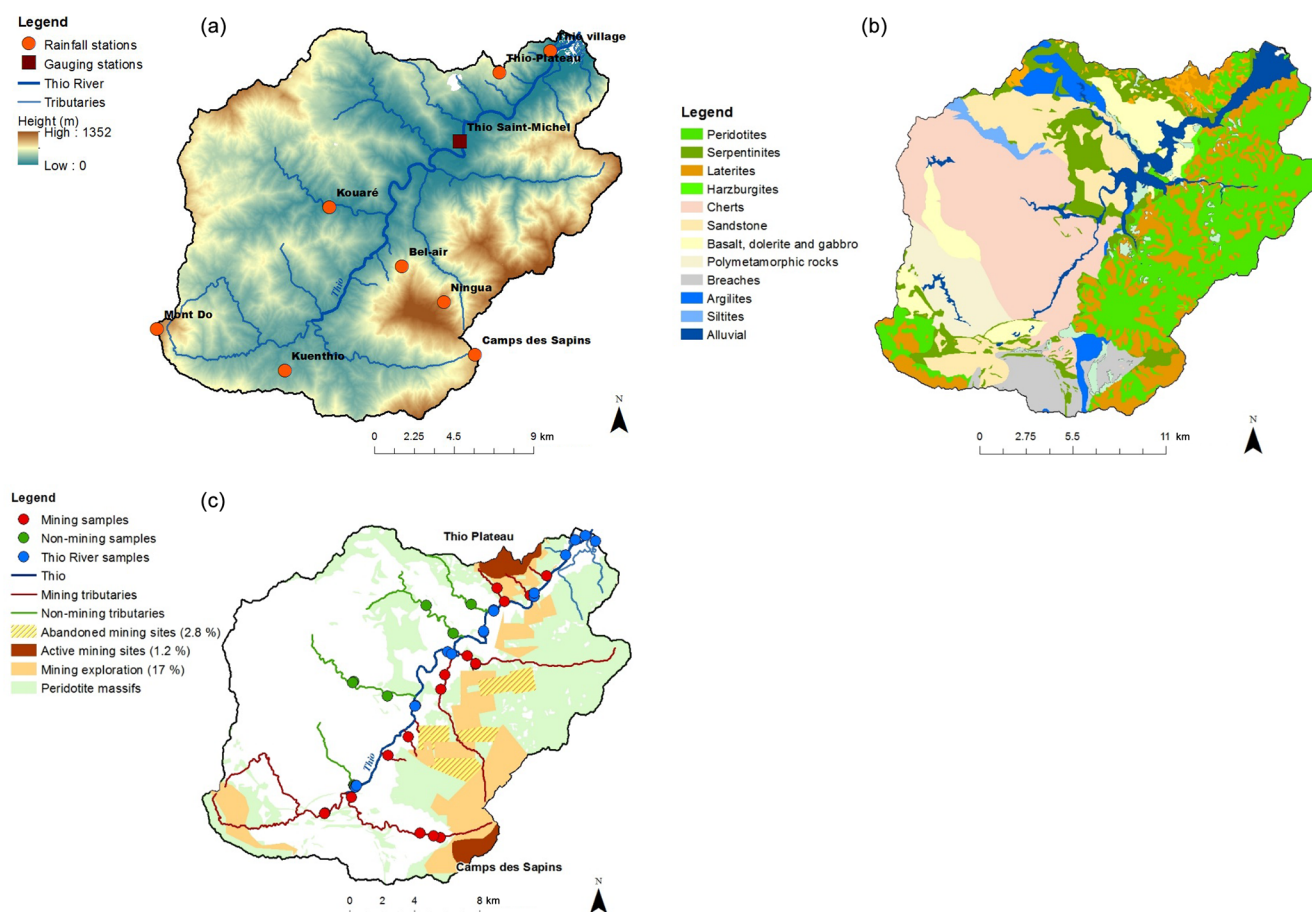 (a)
Legend
Rainfall stations
Gauging stations
Thio River
Tributaries
Height (m)
High : 1352
Low : 0
Thio village
Thio-Plateau
Thio Saint-Michel
Kouaré
Bel-air
Thio
Ningua
Mont Do
Camps des Sapins
Kuenthio
N
0 2.25 4.5 9 km
(b)
Legend
Peridotites
Serpentinites
Laterites
Harzburgites
Cherts
Sandstone
Basalt, dolerite and gabbro
Polymetamorphic rocks
Breaches
Argilites
Siltites
Alluvial
N
0 2.75 5.5 11 km
(c)
Legend
Mining samples
Non-mining samples
Thio River samples
Thio
Mining tributaries
Non-mining tributaries
Abandoned mining sites (2.8 %)
Active mining sites (1.2 %)
Mining exploration (17 %)
Peridotite massifs
Thio Plateau
Thio
Camps des Sapins
N
0 2 4 8 km